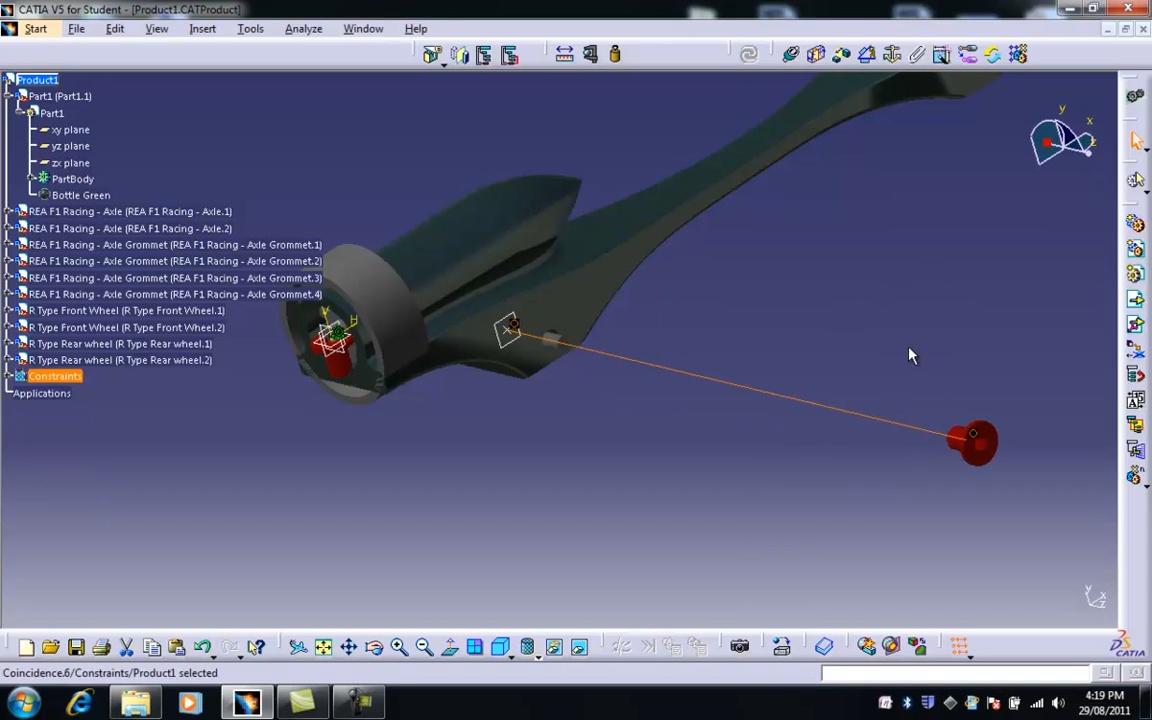 CATIA V5 for Student - [Product1.CATProduct]
Start File Edit View Insert Tools Analyze Window Help
Product1
Part1 (Part1.1)
Part1
xy plane
yz plane
zx plane
PartBody
Bottle Green
REA F1 Racing - Axle (REA F1 Racing - Axle.1)
REA F1 Racing - Axle (REA F1 Racing - Axle.2)
REA F1 Racing - Axle Grommet (REA F1 Racing - Axle Grommet.1)
REA F1 Racing - Axle Grommet (REA F1 Racing - Axle Grommet.2)
REA F1 Racing - Axle Grommet (REA F1 Racing - Axle Grommet.3)
REA F1 Racing - Axle Grommet (REA F1 Racing - Axle Grommet.4)
R Type Front Wheel (R Type Front Wheel.1)
R Type Front Wheel (R Type Front Wheel.2)
R Type Rear wheel (R Type Rear wheel.1)
R Type Rear wheel (R Type Rear wheel.2)
Constraints
Applications
y
x
z
V
H
y
x
z
CATIA
Coincidence.6/Constraints/Product1 selected
4:19 PM
29/08/2011